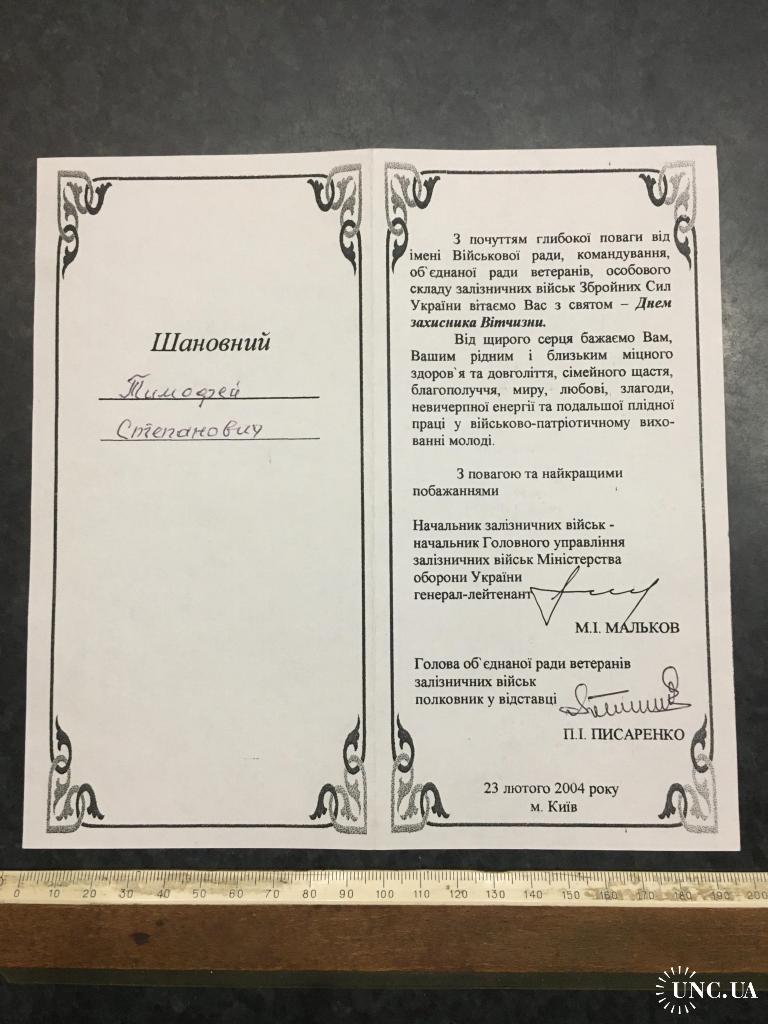 Шановний
Тимофей
Степанович
З почуттям глибокої поваги від
імені Військової ради, командування,
об`єднаної ради ветеранів, особового
складу залізничних військ Збройних Сил
України вітаємо Вас з святом – Днем
захисника Вітчизни.
Від щирого серця бажаємо Вам,
Вашим рідним і близьким міцного
здоров`я та довголіття, сімейного щастя,
благополуччя, миру, любові, злагоди,
невичерпної енергії та подальшої плідної
праці у військово-патріотичному вихо-
ванні молоді.
З повагою та найкращими
побажаннями
Начальник залізничних військ -
начальник Головного управління
залізничних військ Міністерства
оборони України
генерал-лейтенант
М.І. МАЛЬКОВ
Голова об`єднаної ради ветеранів
залізничних військ
полковник у відставці
П.І. ПИСАРЕНКО
23 лютого 2004 року
м. Київ
0 10 20 30 40 50 60 70 80 90 100 110 120 130 140 150 160 170 180 190 200
UNC.UA